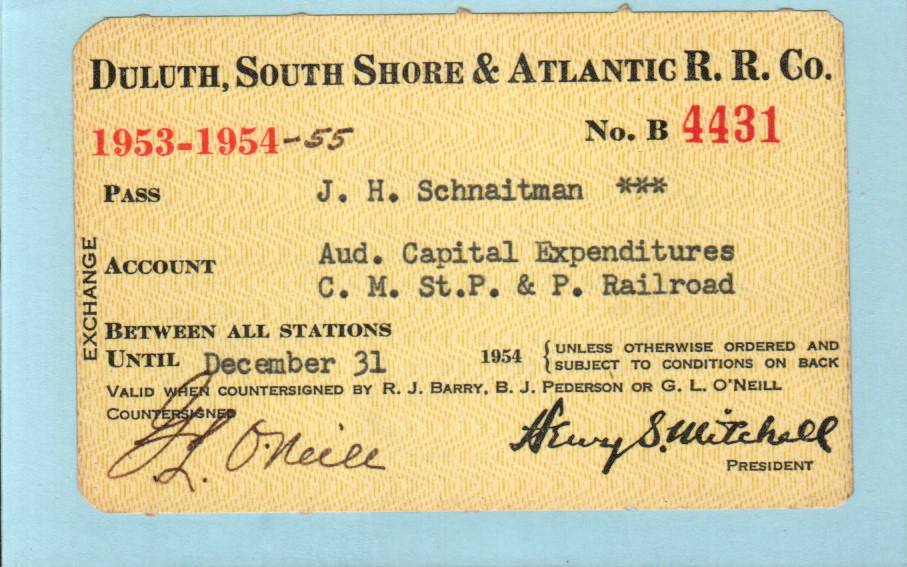 DULUTH, SOUTH SHORE & ATLANTIC R. R. CO.
1953-1954-55
No. B 4431
PASS J. H. Schnaitman ***
EXCHANGE
ACCOUNT Aud. Capital Expenditures
C. M. St.P. & P. Railroad
BETWEEN ALL STATIONS
UNTIL December 31 1954 { UNLESS OTHERWISE ORDERED AND
SUBJECT TO CONDITIONS ON BACK
VALID WHEN COUNTERSIGNED BY R. J. BARRY, B. J. PEDERSON OR G. L. O'NEILL
COUNTERSIGNED
G. L. O'Neill
Henry S. Mitchell
PRESIDENT